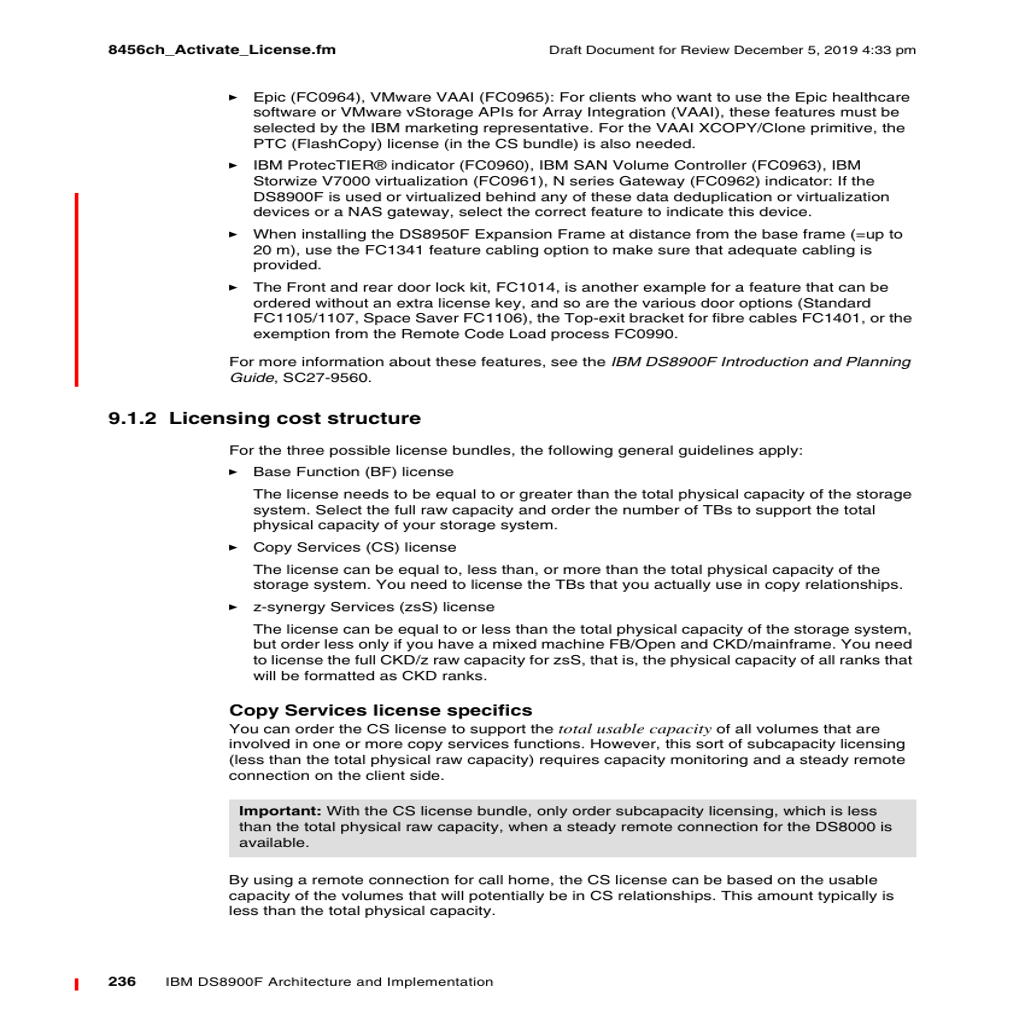 8456ch_Activate_License.fm
Draft Document for Review December 5, 2019 4:33 pm
► Epic (FC0964), VMware VAAI (FC0965): For clients who want to use the Epic healthcare
software or VMware vStorage APIs for Array Integration (VAAI), these features must be
selected by the IBM marketing representative. For the VAAI XCOPY/Clone primitive, the
PTC (FlashCopy) license (in the CS bundle) is also needed.
► IBM ProtecTIER® indicator (FC0960), IBM SAN Volume Controller (FC0963), IBM
Storwize V7000 virtualization (FC0961), N series Gateway (FC0962) indicator: If the
DS8900F is used or virtualized behind any of these data deduplication or virtualization
devices or a NAS gateway, select the correct feature to indicate this device.
► When installing the DS8950F Expansion Frame at distance from the base frame (=up to
20 m), use the FC1341 feature cabling option to make sure that adequate cabling is
provided.
► The Front and rear door lock kit, FC1014, is another example for a feature that can be
ordered without an extra license key, and so are the various door options (Standard
FC1105/1107, Space Saver FC1106), the Top-exit bracket for fibre cables FC1401, or the
exemption from the Remote Code Load process FC0990.
For more information about these features, see the IBM DS8900F Introduction and Planning
Guide, SC27-9560.
9.1.2 Licensing cost structure
For the three possible license bundles, the following general guidelines apply:
► Base Function (BF) license
The license needs to be equal to or greater than the total physical capacity of the storage
system. Select the full raw capacity and order the number of TBs to support the total
physical capacity of your storage system.
► Copy Services (CS) license
The license can be equal to, less than, or more than the total physical capacity of the
storage system. You need to license the TBs that you actually use in copy relationships.
► z-synergy Services (zsS) license
The license can be equal to or less than the total physical capacity of the storage system,
but order less only if you have a mixed machine FB/Open and CKD/mainframe. You need
to license the full CKD/z raw capacity for zsS, that is, the physical capacity of all ranks that
will be formatted as CKD ranks.
Copy Services license specifics
You can order the CS license to support the total usable capacity of all volumes that are
involved in one or more copy services functions. However, this sort of subcapacity licensing
(less than the total physical raw capacity) requires capacity monitoring and a steady remote
connection on the client side.
Important: With the CS license bundle, only order subcapacity licensing, which is less
than the total physical raw capacity, when a steady remote connection for the DS8000 is
available.
By using a remote connection for call home, the CS license can be based on the usable
capacity of the volumes that will potentially be in CS relationships. This amount typically is
less than the total physical capacity.
236 IBM DS8900F Architecture and Implementation